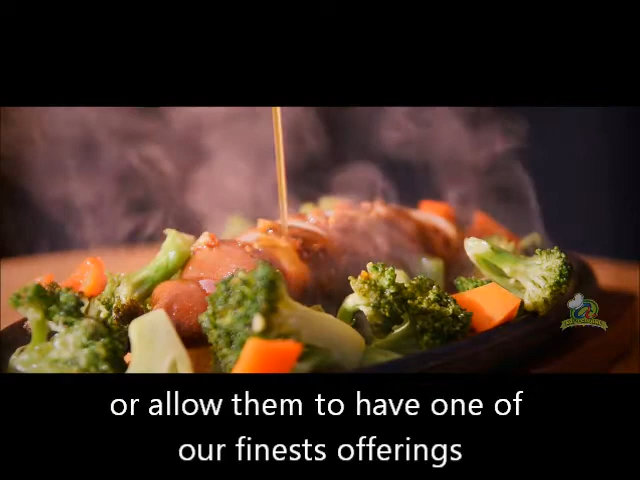 or allow them to have one of
our finests offerings